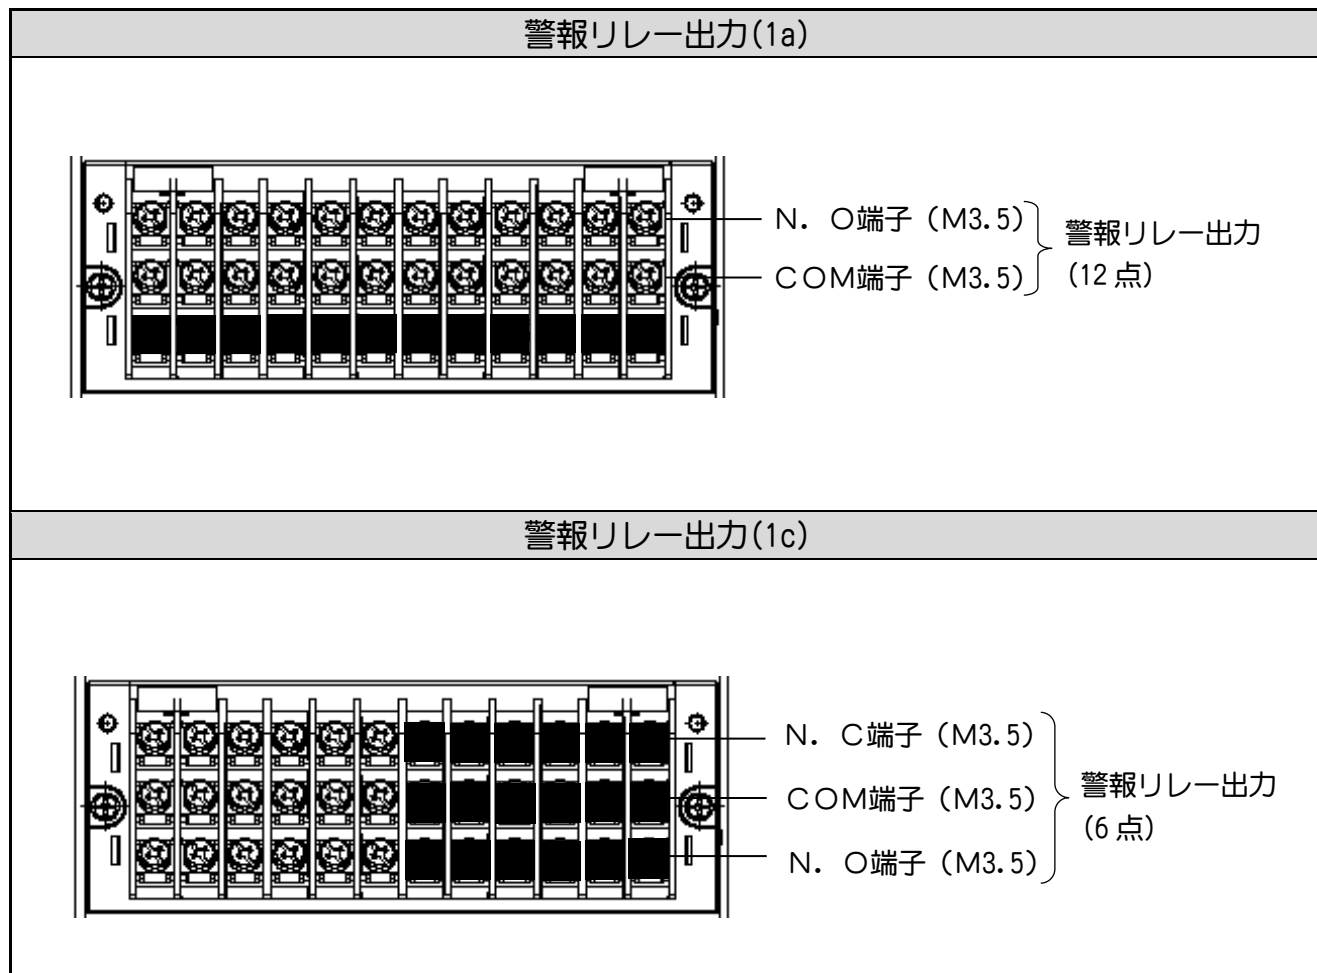 警報リレー出力(1a)
N. O端子 (M3.5)
COM端子 (M3.5)
警報リレー出力
(12点)
警報リレー出力(1c)
N. C端子 (M3.5)
COM端子 (M3.5)
N. O端子 (M3.5)
警報リレー出力
(6点)